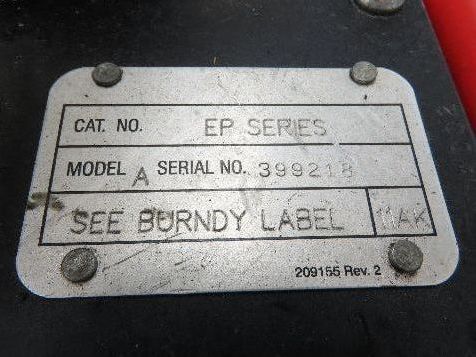 CAT. NO. EP SERIES
MODEL A SERIAL NO. 399218
SEE BURNDY LABEL MAK
209155 Rev. 2